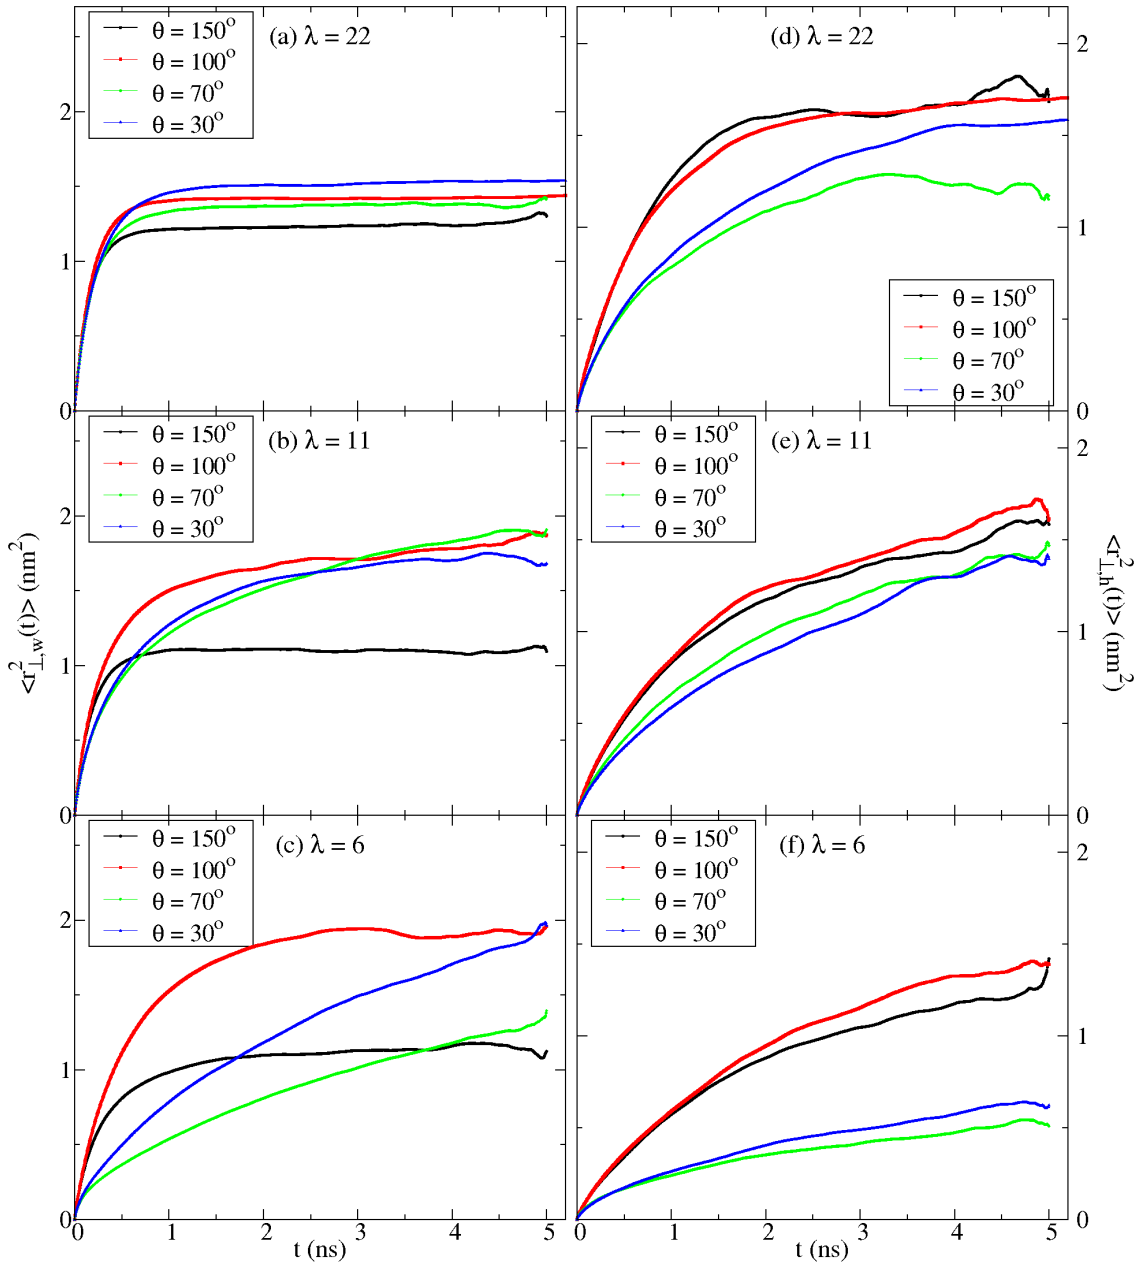 (a) λ = 22
θ = 150°
θ = 100°
θ = 70°
θ = 30°
2
1
0
(d) λ = 22
θ = 150°
θ = 100°
θ = 70°
θ = 30°
2
1
0
(b) λ = 11
θ = 150°
θ = 100°
θ = 70°
θ = 30°
2
1
0
(e) λ = 11
θ = 150°
θ = 100°
θ = 70°
θ = 30°
2
1
0
<r²⊥,w(t)> (nm²)
<r²⊥,h(t)> (nm²)
(c) λ = 6
θ = 150°
θ = 100°
θ = 70°
θ = 30°
2
1
0
(f) λ = 6
θ = 150°
θ = 100°
θ = 70°
θ = 30°
2
1
0
0 1 2 3 4 5
0 1 2 3 4 5
t (ns)
t (ns)